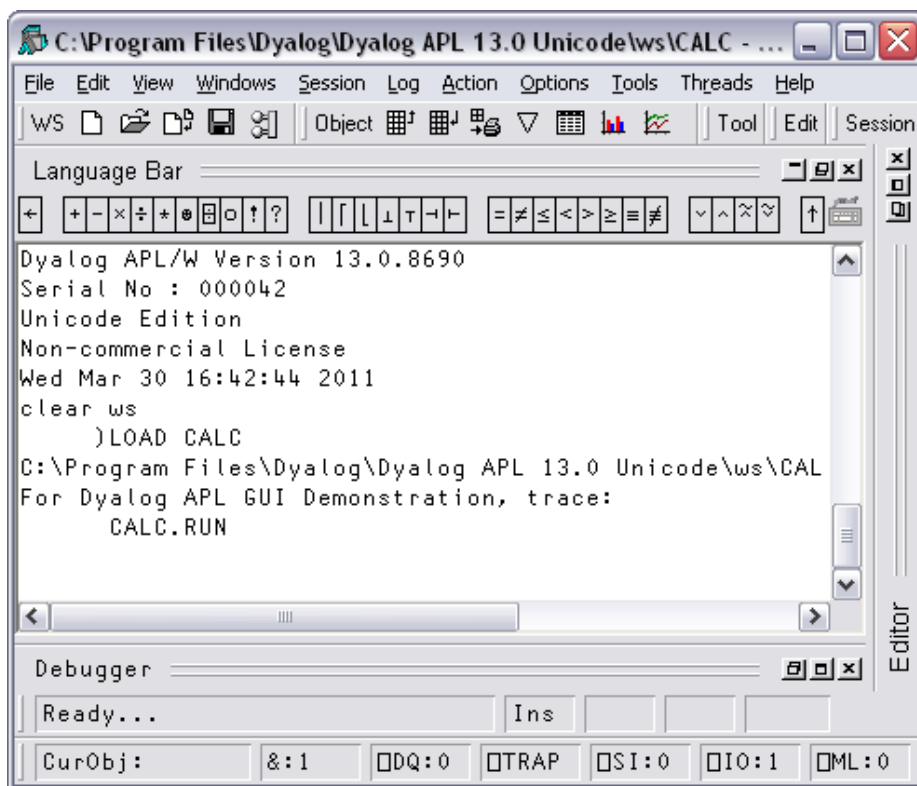 C:\Program Files\Dyalog\Dyalog APL 13.0 Unicode\ws\CALC - ...
File Edit View Windows Session Log Action Options Tools Threads Help
WS Object Tool Edit Session
Language Bar
← + - × ÷ * ⍟ ⌹ ○ ! ? | ⌈ ⌊ ⊥ ⊤ ⊣ ⊢ = ≠ ≤ < > ≥ ≡ ≢ ∨ ∧ ⍲ ⍱ ↑
Dyalog APL/W Version 13.0.8690
Serial No : 000042
Unicode Edition
Non-commercial License
Wed Mar 30 16:42:44 2011
clear ws
)LOAD CALC
C:\Program Files\Dyalog\Dyalog APL 13.0 Unicode\ws\CAL
For Dyalog APL GUI Demonstration, trace:
CALC.RUN
Editor
Debugger
Ready... Ins
CurObj: &:1 ⎕DQ:0 ⎕TRAP ⎕SI:0 ⎕IO:1 ⎕ML:0